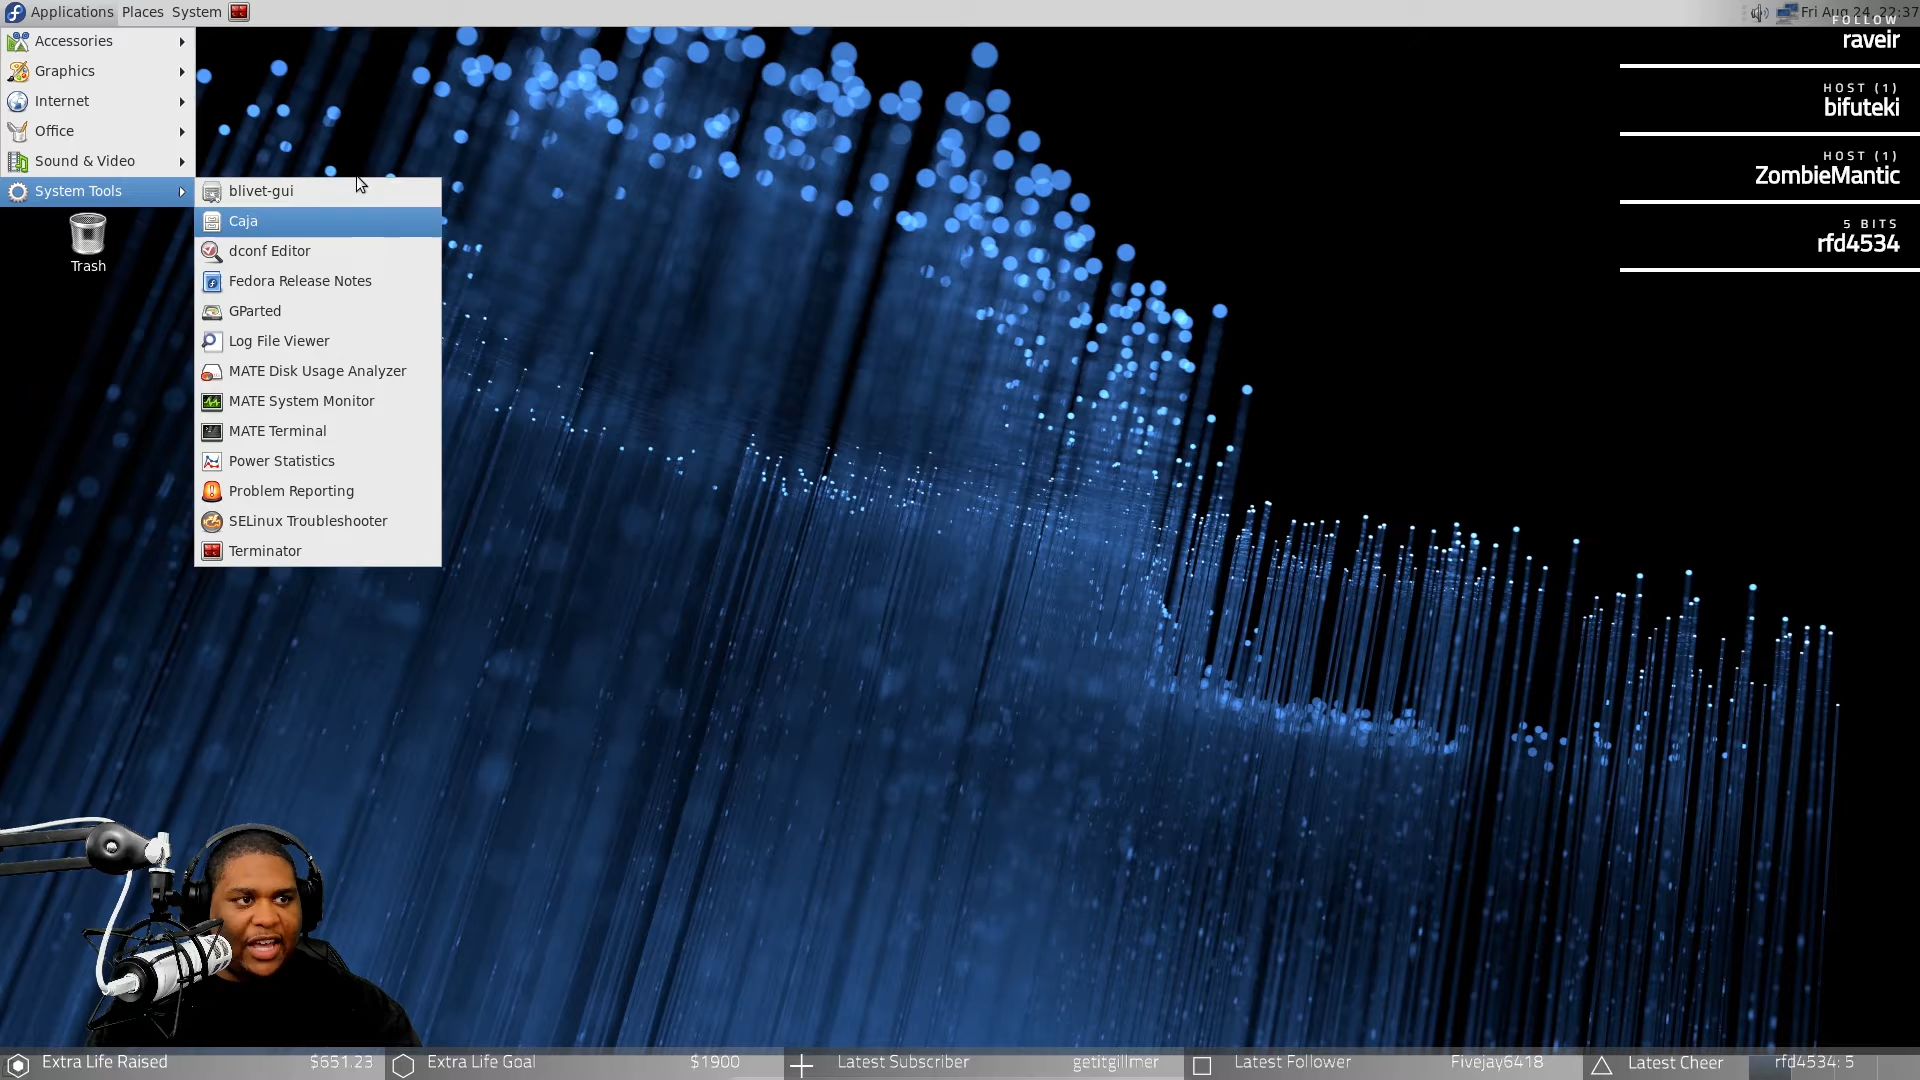 Applications Places System
Fri Aug 24, 22:37
Accessories
Graphics
Internet
Office
Sound & Video
System Tools
blivet-gui
Caja
dconf Editor
Fedora Release Notes
GParted
Log File Viewer
MATE Disk Usage Analyzer
MATE System Monitor
MATE Terminal
Power Statistics
Problem Reporting
SELinux Troubleshooter
Terminator
Trash
FOLLOW
raveir
HOST (1)
bifuteki
HOST (1)
ZombieMantic
5 BITS
rfd4534
Extra Life Raised $651.23 Extra Life Goal $1900 Latest Subscriber getitgillmer Latest Follower Fivejay6418 Latest Cheer rfd4534: 5